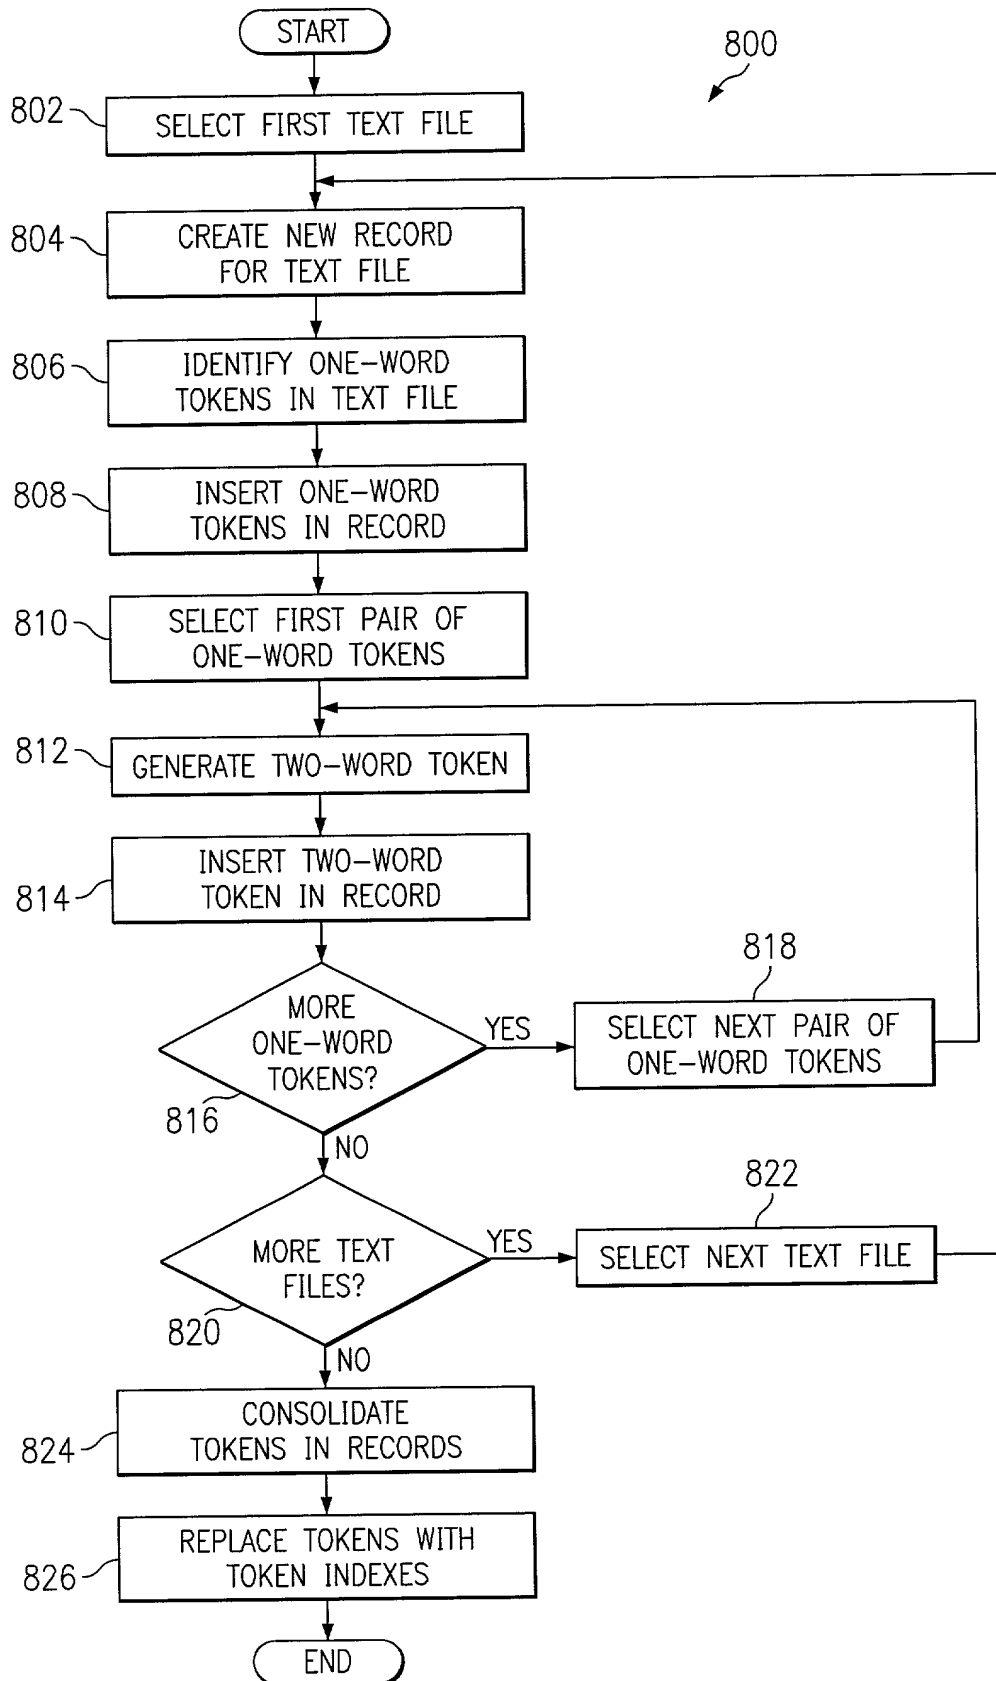 START
800
802
SELECT FIRST TEXT FILE
804
CREATE NEW RECORD
FOR TEXT FILE
806
IDENTIFY ONE-WORD
TOKENS IN TEXT FILE
808
INSERT ONE-WORD
TOKENS IN RECORD
810
SELECT FIRST PAIR OF
ONE-WORD TOKENS
812
GENERATE TWO-WORD TOKEN
814
INSERT TWO-WORD
TOKEN IN RECORD
816
MORE
ONE-WORD
TOKENS?
YES
818
SELECT NEXT PAIR OF
ONE-WORD TOKENS
NO
820
MORE TEXT
FILES?
YES
822
SELECT NEXT TEXT FILE
NO
824
CONSOLIDATE
TOKENS IN RECORDS
826
REPLACE TOKENS WITH
TOKEN INDEXES
END